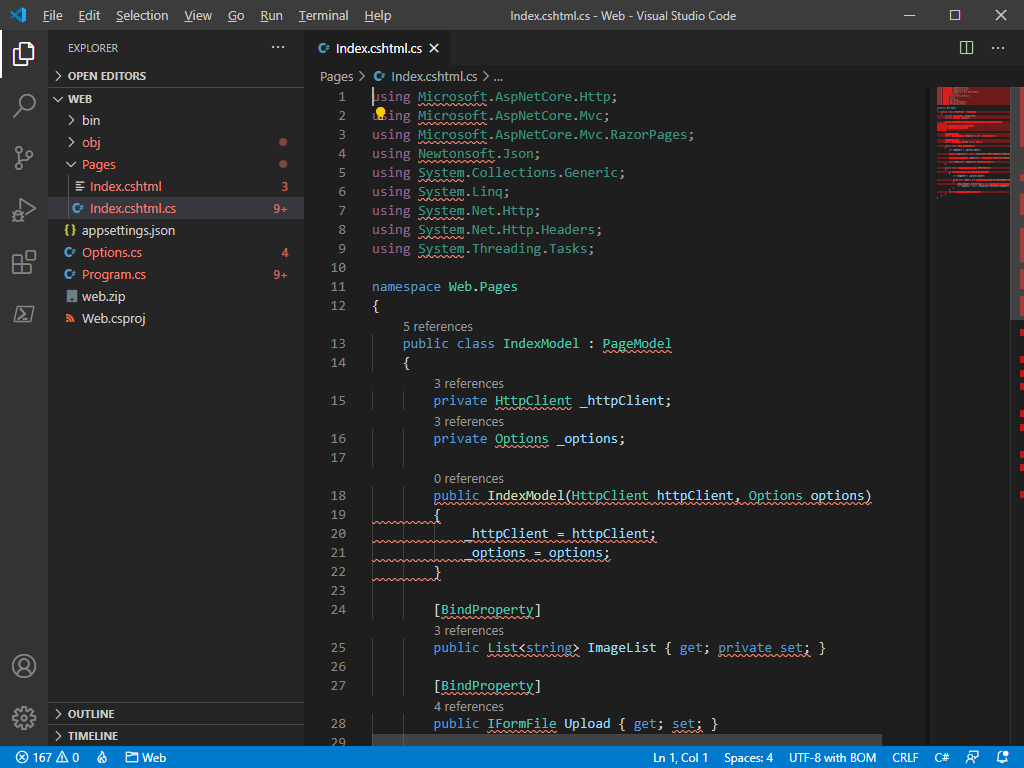 File Edit Selection View Go Run Terminal Help Index.cshtml.cs - Web - Visual Studio Code
EXPLORER
OPEN EDITORS
WEB
bin
obj
Pages
Index.cshtml 3
Index.cshtml.cs 9+
appsettings.json
Options.cs 4
Program.cs 9+
web.zip
Web.csproj
OUTLINE
TIMELINE
Index.cshtml.cs
Pages > Index.cshtml.cs > ...
1 using Microsoft.AspNetCore.Http;
2 using Microsoft.AspNetCore.Mvc;
3 using Microsoft.AspNetCore.Mvc.RazorPages;
4 using Newtonsoft.Json;
5 using System.Collections.Generic;
6 using System.Linq;
7 using System.Net.Http;
8 using System.Net.Http.Headers;
9 using System.Threading.Tasks;
10
11 namespace Web.Pages
12 {
5 references
13 public class IndexModel : PageModel
14 {
3 references
15 private HttpClient _httpClient;
3 references
16 private Options _options;
17
0 references
18 public IndexModel(HttpClient httpClient, Options options)
19 {
20 _httpClient = httpClient;
21 _options = options;
22 }
23
24 [BindProperty]
3 references
25 public List<string> ImageList { get; private set; }
26
27 [BindProperty]
4 references
28 public IFormFile Upload { get; set; }
29
167 0 Web Ln 1, Col 1 Spaces: 4 UTF-8 with BOM CRLF C#